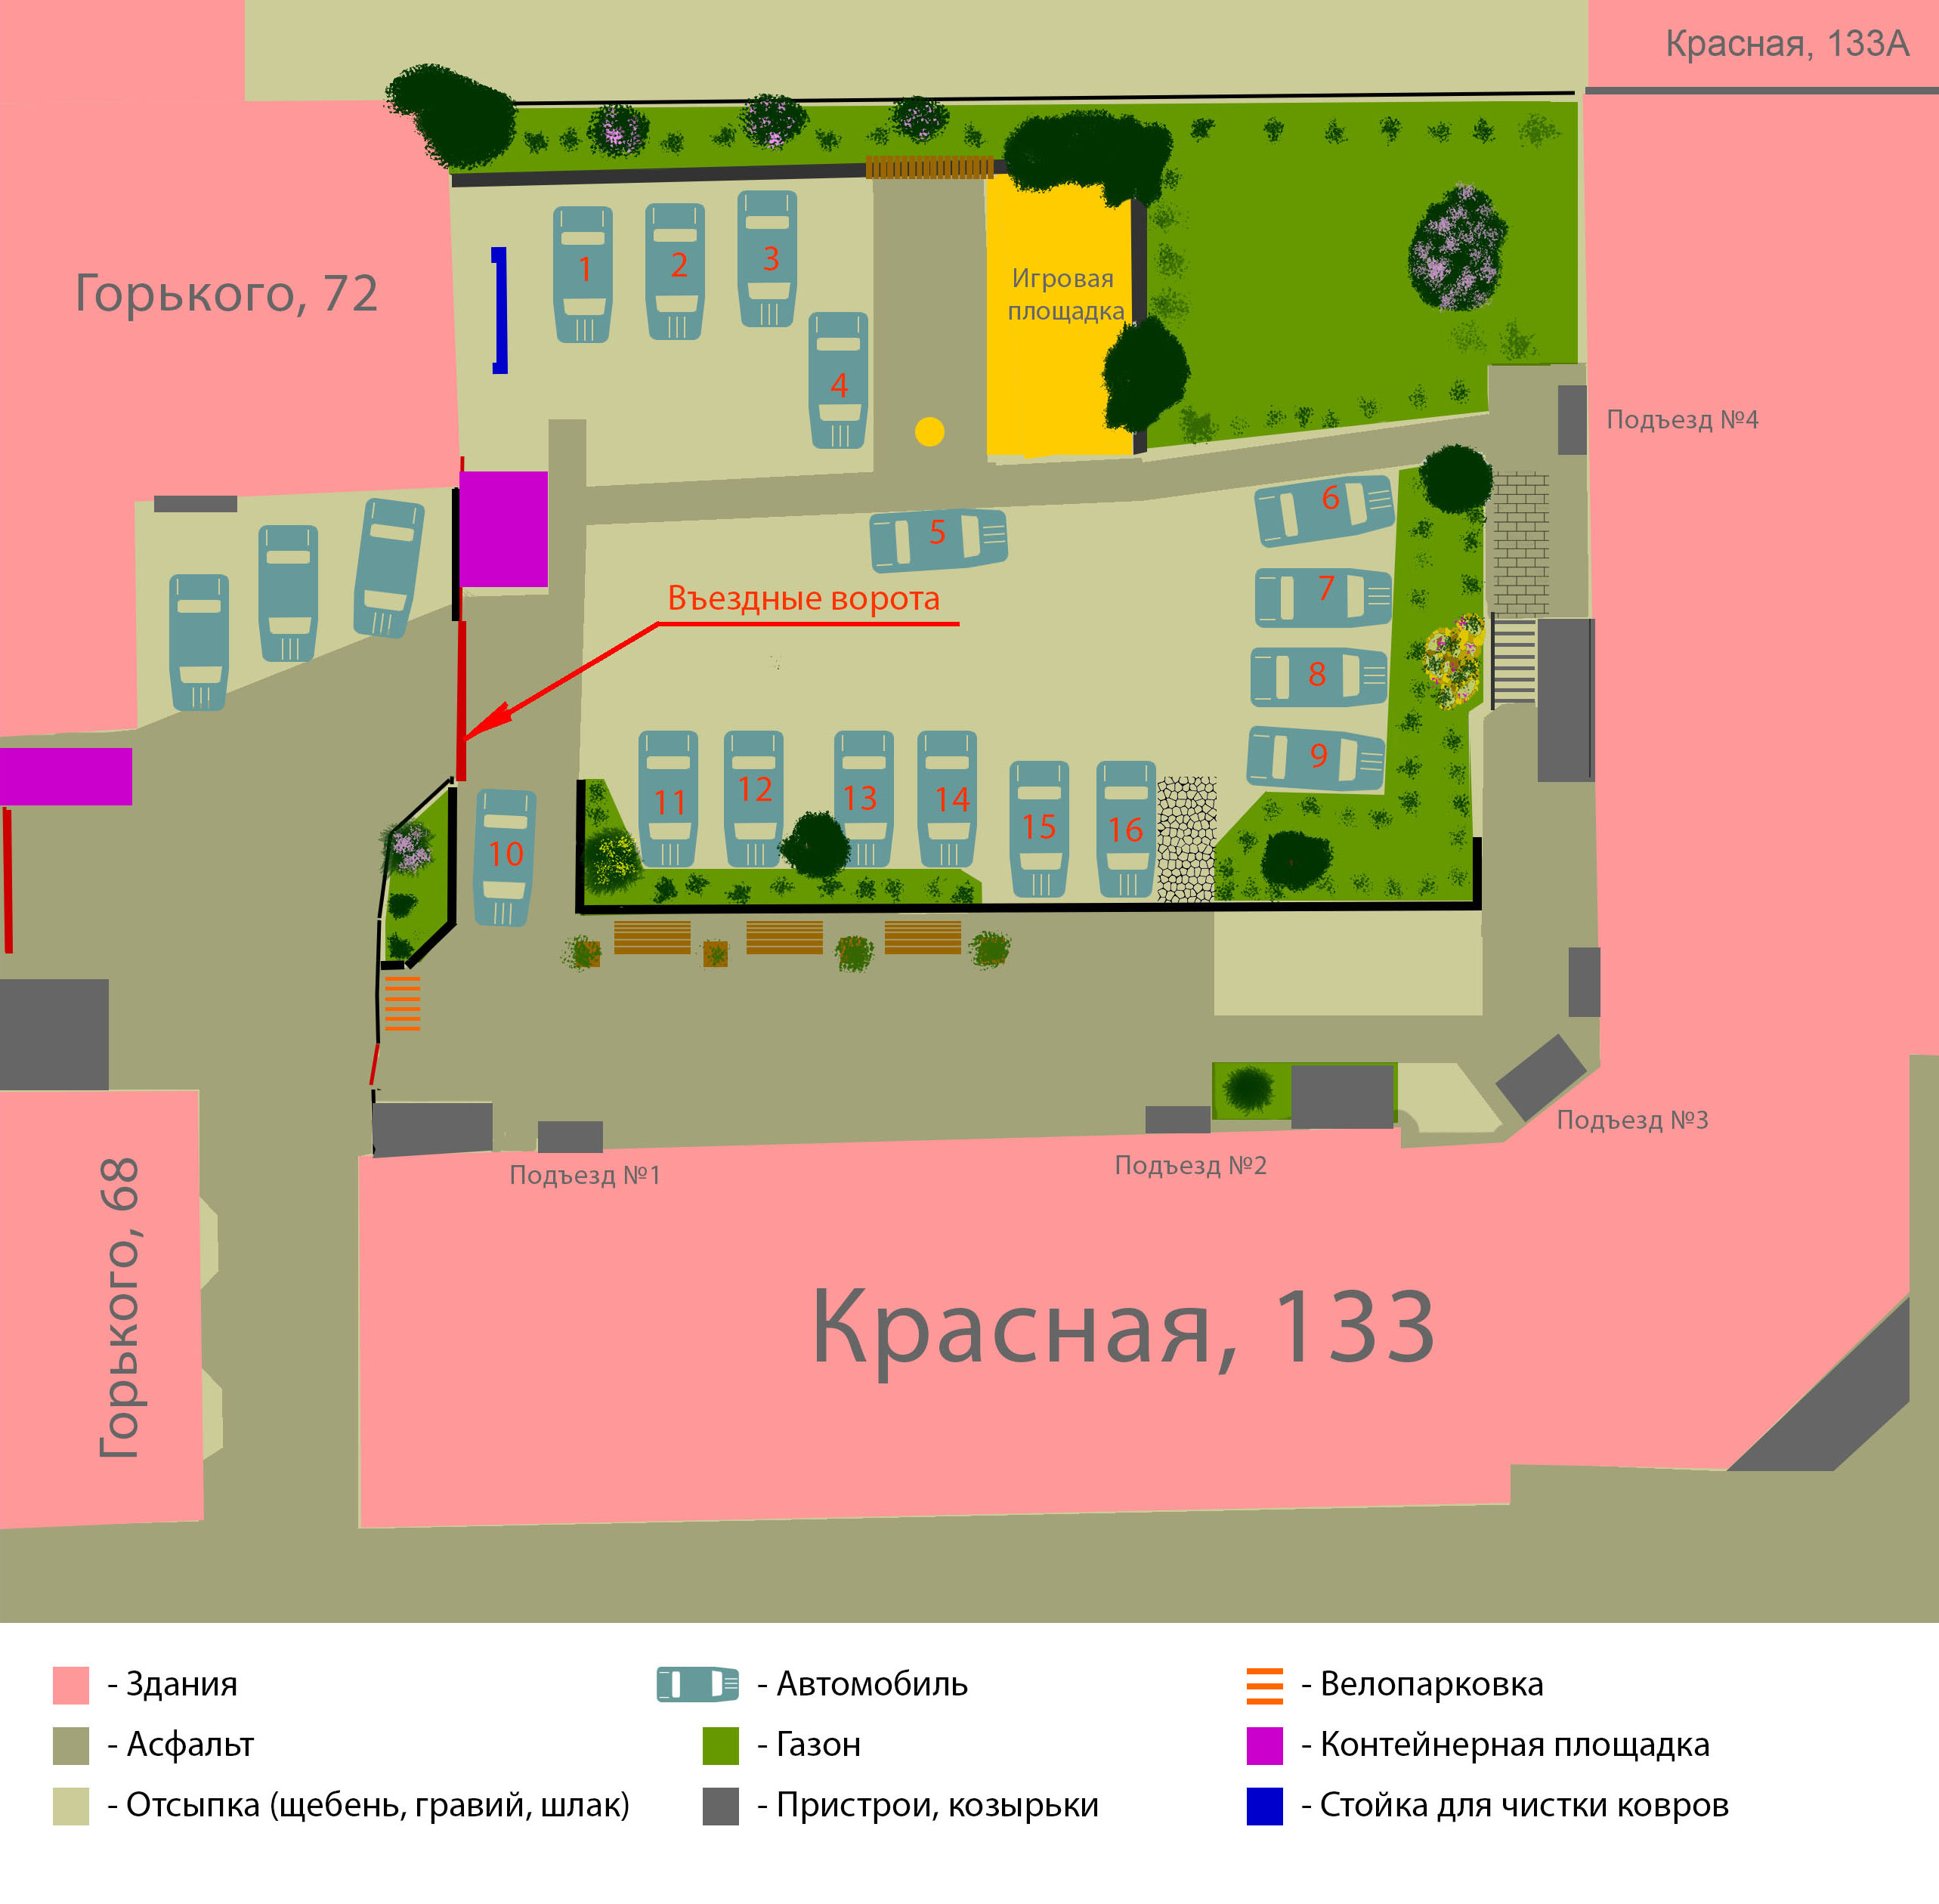 Красная, 133А
Горького, 72
1
2
3
4
Игровая
площадка
Подъезд №4
5
6
Въездные ворота
7
8
9
10
11
12
13
14
15
16
Подъезд №1
Подъезд №2
Подъезд №3
Горького, 68
Красная, 133
- Здания
- Автомобиль
- Велопарковка
- Асфальт
- Газон
- Контейнерная площадка
- Отсыпка (щебень, гравий, шлак)
- Пристрои, козырьки
- Стойка для чистки ковров